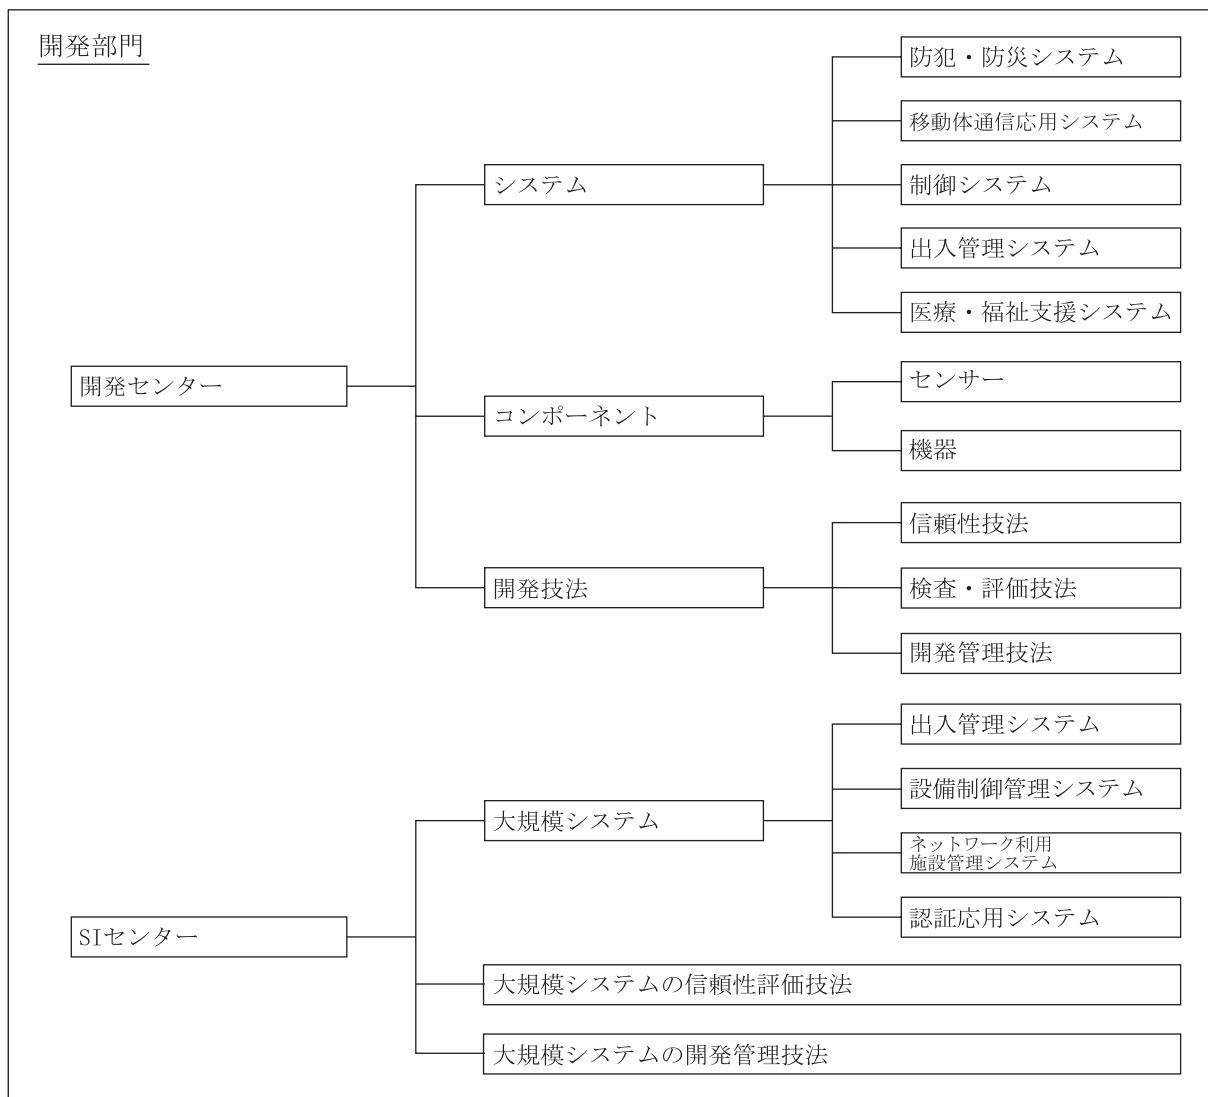 開発部門
開発センター
システム
防犯・防災システム
移動体通信応用システム
制御システム
出入管理システム
医療・福祉支援システム
コンポーネント
センサー
機器
開発技法
信頼性技法
検査・評価技法
開発管理技法
SIセンター
大規模システム
出入管理システム
設備制御管理システム
ネットワーク利用
施設管理システム
認証応用システム
大規模システムの信頼性評価技法
大規模システムの開発管理技法